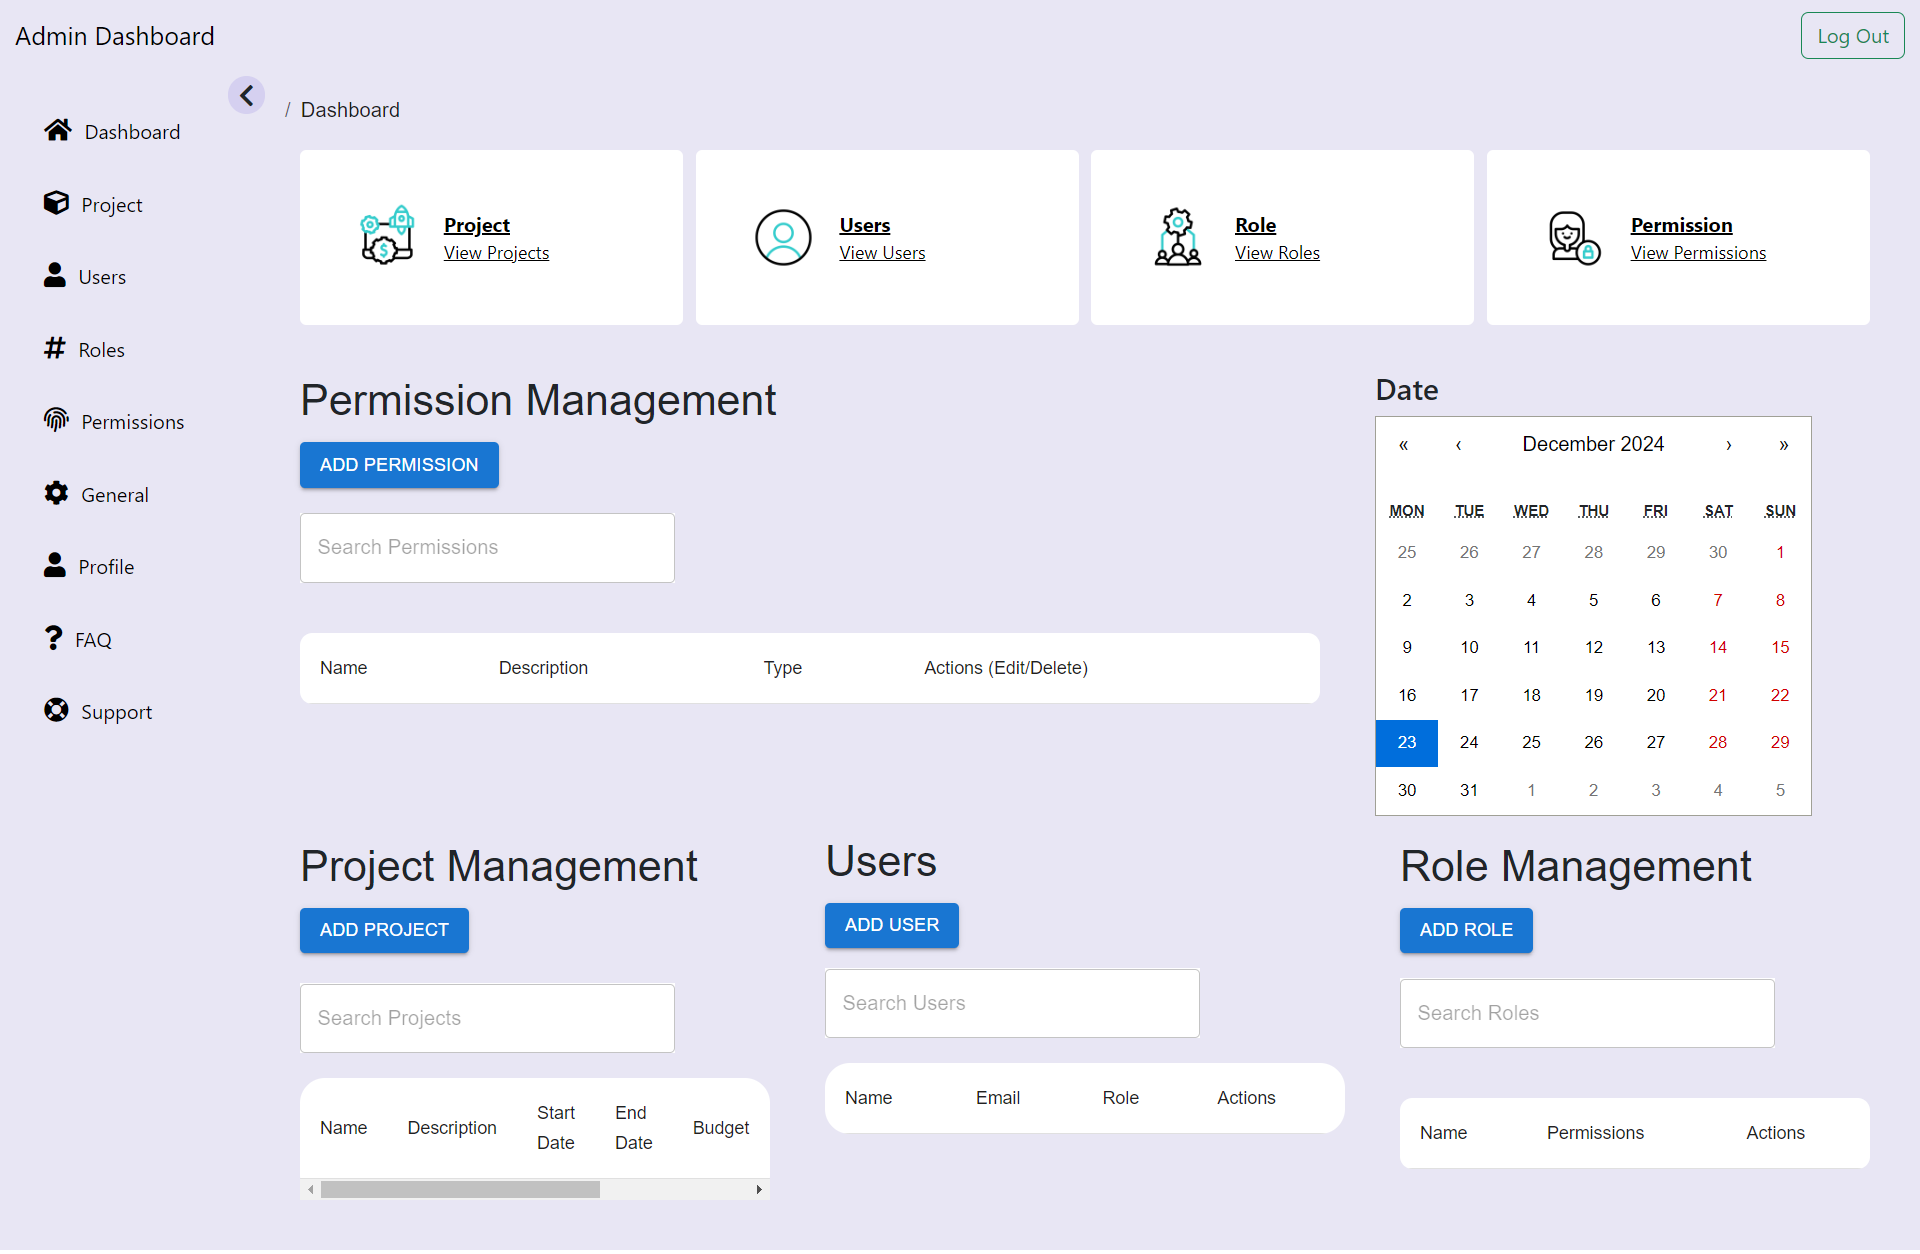 Admin Dashboard
Log Out
/ Dashboard
Dashboard
Project
Users
Roles
Permissions
General
Profile
FAQ
Support
Project
View Projects
Users
View Users
Role
View Roles
Permission
View Permissions
Permission Management
ADD PERMISSION
Search Permissions
Name Description Type Actions (Edit/Delete)
Date
« ‹ December 2024 › »
MON TUE WED THU FRI SAT SUN
25 26 27 28 29 30 1
2 3 4 5 6 7 8
9 10 11 12 13 14 15
16 17 18 19 20 21 22
23 24 25 26 27 28 29
30 31 1 2 3 4 5
Project Management
ADD PROJECT
Search Projects
Name Description Start Date End Date Budget
Users
ADD USER
Search Users
Name Email Role Actions
Role Management
ADD ROLE
Search Roles
Name Permissions Actions